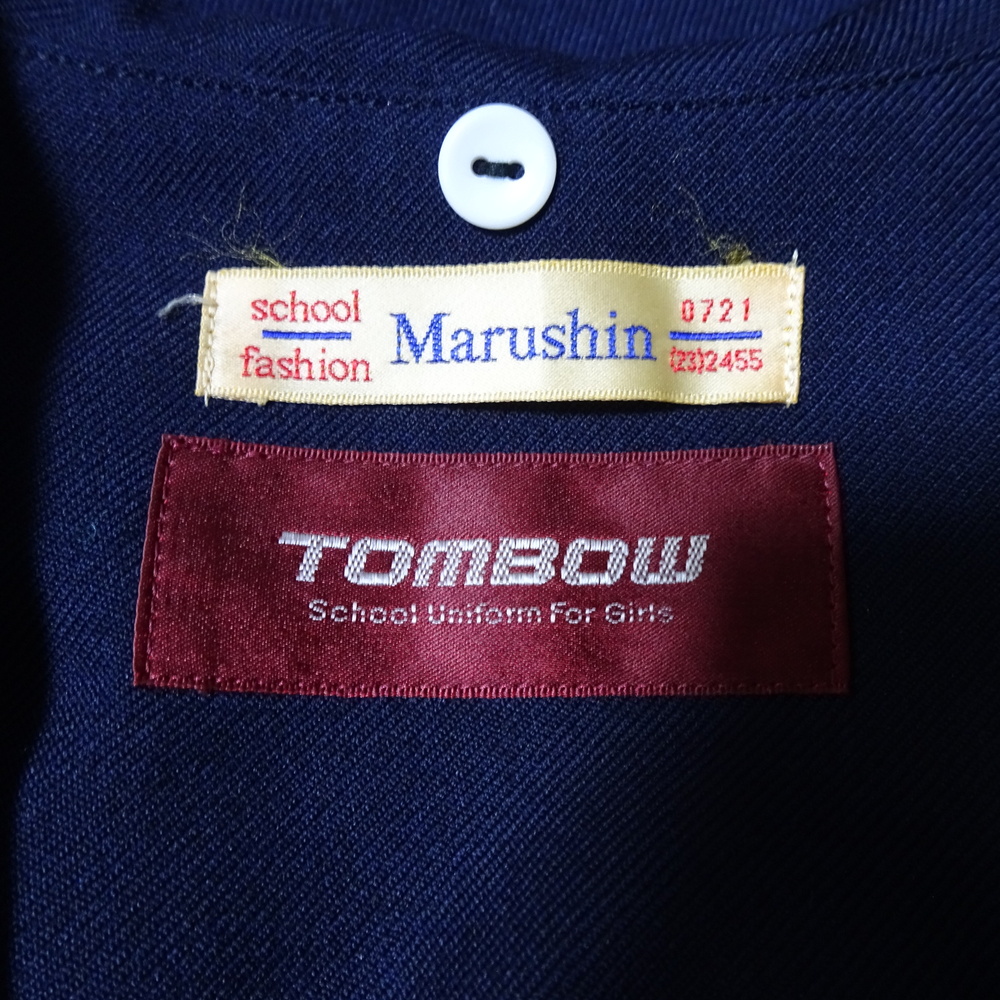 school
fashion
Marushin
0721
(23)2455
TOMBOW
School Uniform For Girls